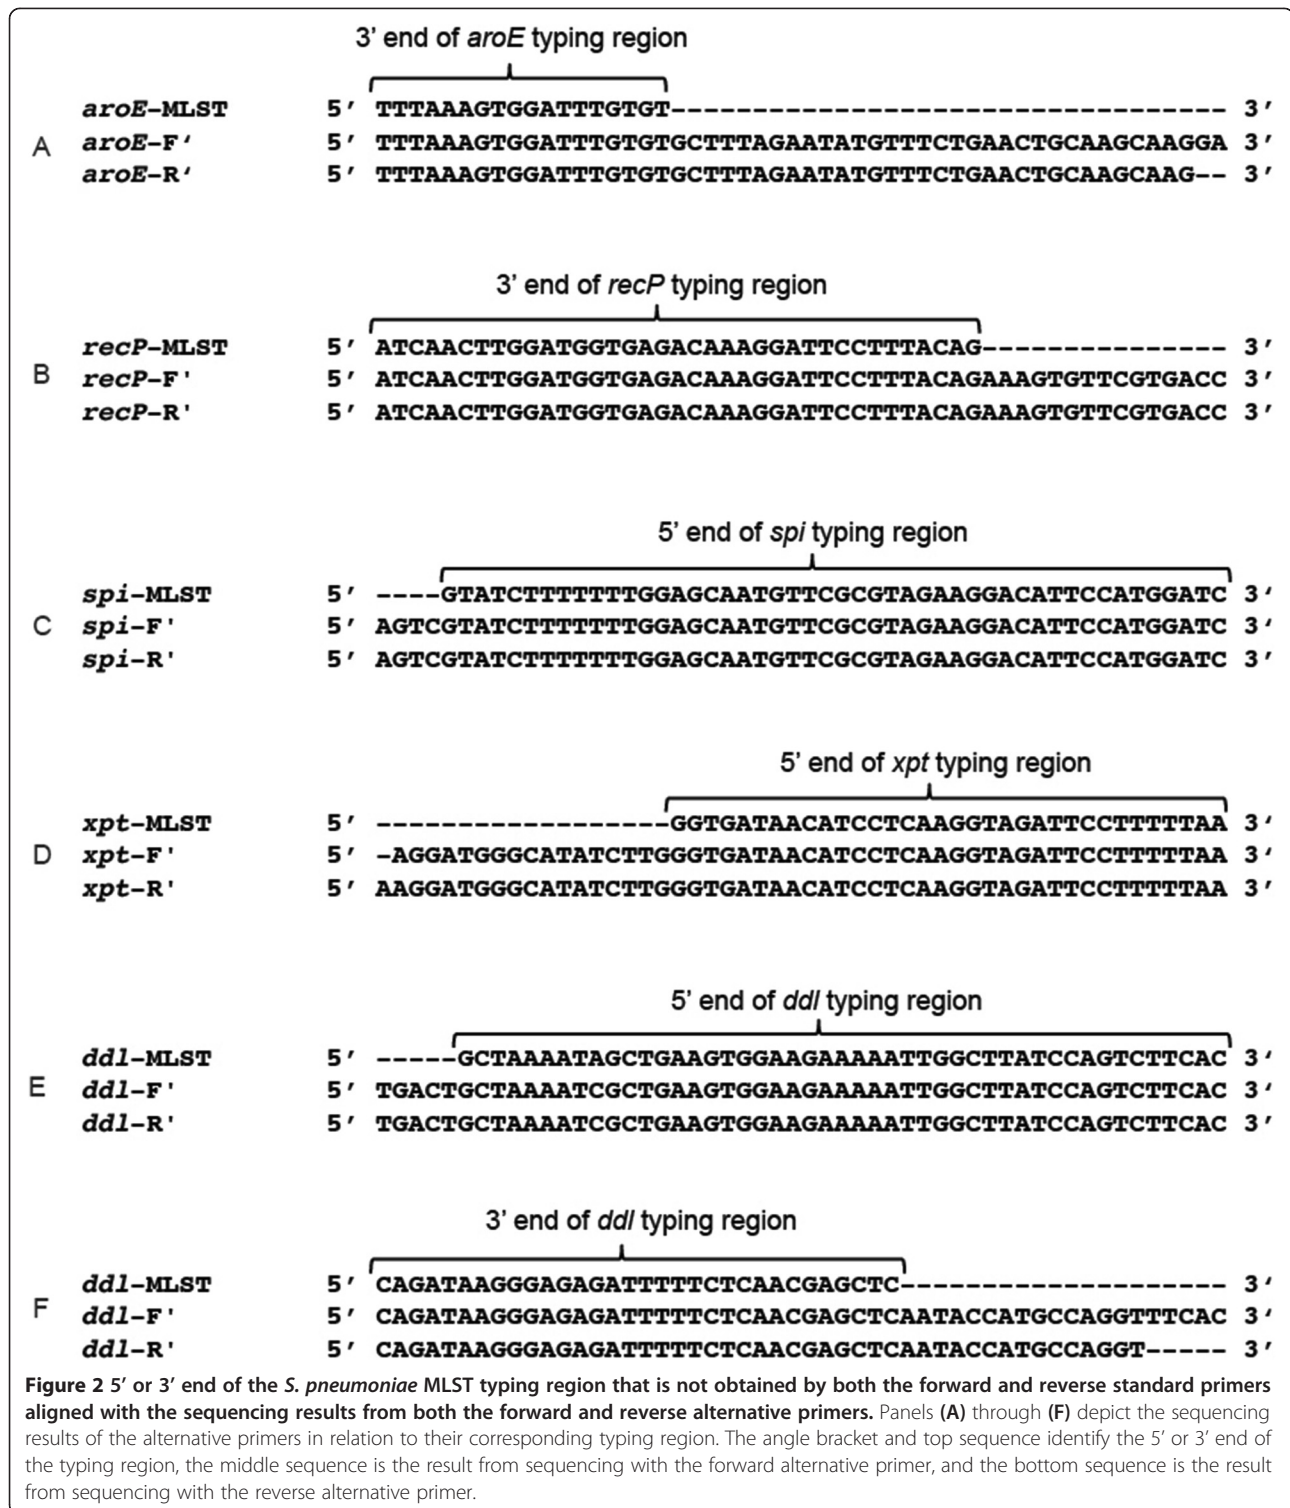 3' end of aroE typing region
aroE-MLST 5' TTTAAAGTGGATTTGTGT---------------------------------- 3'
A
aroE-F' 5' TTTAAAGTGGATTTGTGTGCTTTAGAATATGTTTCTGAACTGCAAGCAAGGA 3'
aroE-R' 5' TTTAAAGTGGATTTGTGTGCTTTAGAATATGTTTCTGAACTGCAAGCAAG-- 3'
3' end of recP typing region
recP-MLST 5' ATCAACTTGGATGGTGAGACAAAGGATTCCTTTACAG--------------- 3'
B
recP-F' 5' ATCAACTTGGATGGTGAGACAAAGGATTCCTTTACAGAAAGTGTTCGTGACC 3'
recP-R' 5' ATCAACTTGGATGGTGAGACAAAGGATTCCTTTACAGAAAGTGTTCGTGACC 3'
5' end of spi typing region
spi-MLST 5' ----GTATCTTTTTTTGGAGCAATGTTCGCGTAGAAGGACATTCCATGGATC 3'
C
spi-F' 5' AGTCGTATCTTTTTTTGGAGCAATGTTCGCGTAGAAGGACATTCCATGGATC 3'
spi-R' 5' AGTCGTATCTTTTTTTGGAGCAATGTTCGCGTAGAAGGACATTCCATGGATC 3'
5' end of xpt typing region
xpt-MLST 5' ------------------GGTGATAACATCCTCAAGGTAGATTCCTTTTTAA 3'
D
xpt-F' 5' -AGGATGGGCATATCTTGGGTGATAACATCCTCAAGGTAGATTCCTTTTTAA 3'
xpt-R' 5' AAGGATGGGCATATCTTGGGTGATAACATCCTCAAGGTAGATTCCTTTTTAA 3'
5' end of ddl typing region
ddl-MLST 5' -----GCTAAAATAGCTGAAGTGGAAGAAAAATTGGCTTATCCAGTCTTCAC 3'
E
ddl-F' 5' TGACTGCTAAAATCGCTGAAGTGGAAGAAAAATTGGCTTATCCAGTCTTCAC 3'
ddl-R' 5' TGACTGCTAAAATCGCTGAAGTGGAAGAAAAATTGGCTTATCCAGTCTTCAC 3'
3' end of ddl typing region
ddl-MLST 5' CAGATAAGGGAGAGATTTTTCTCAACGAGCTC-------------------- 3'
F
ddl-F' 5' CAGATAAGGGAGAGATTTTTCTCAACGAGCTCAATACCATGCCAGGTTTCAC 3'
ddl-R' 5' CAGATAAGGGAGAGATTTTTCTCAACGAGCTCAATACCATGCCAGGT----- 3'
Figure 2 5′ or 3′ end of the S. pneumoniae MLST typing region that is not obtained by both the forward and reverse standard primers
aligned with the sequencing results from both the forward and reverse alternative primers. Panels (A) through (F) depict the sequencing
results of the alternative primers in relation to their corresponding typing region. The angle bracket and top sequence identify the 5′ or 3′ end of
the typing region, the middle sequence is the result from sequencing with the forward alternative primer, and the bottom sequence is the result
from sequencing with the reverse alternative primer.